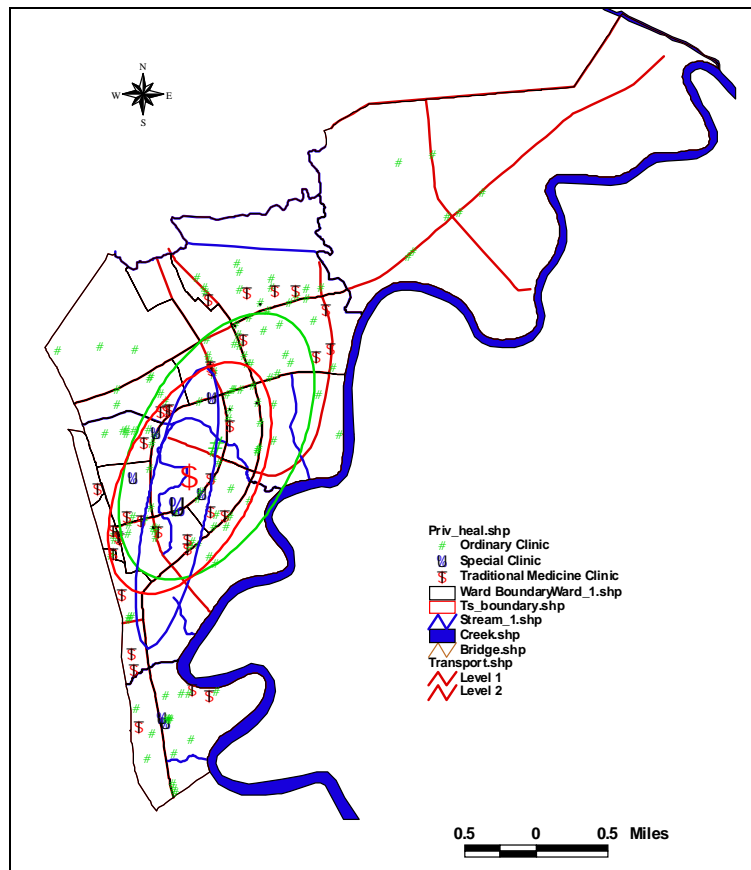 N
W E
S
Priv_heal.shp
Ordinary Clinic
Special Clinic
Traditional Medicine Clinic
Ward BoundaryWard_1.shp
Ts_boundary.shp
Stream_1.shp
Creek.shp
Bridge.shp
Transport.shp
Level 1
Level 2
0.5 0 0.5 Miles